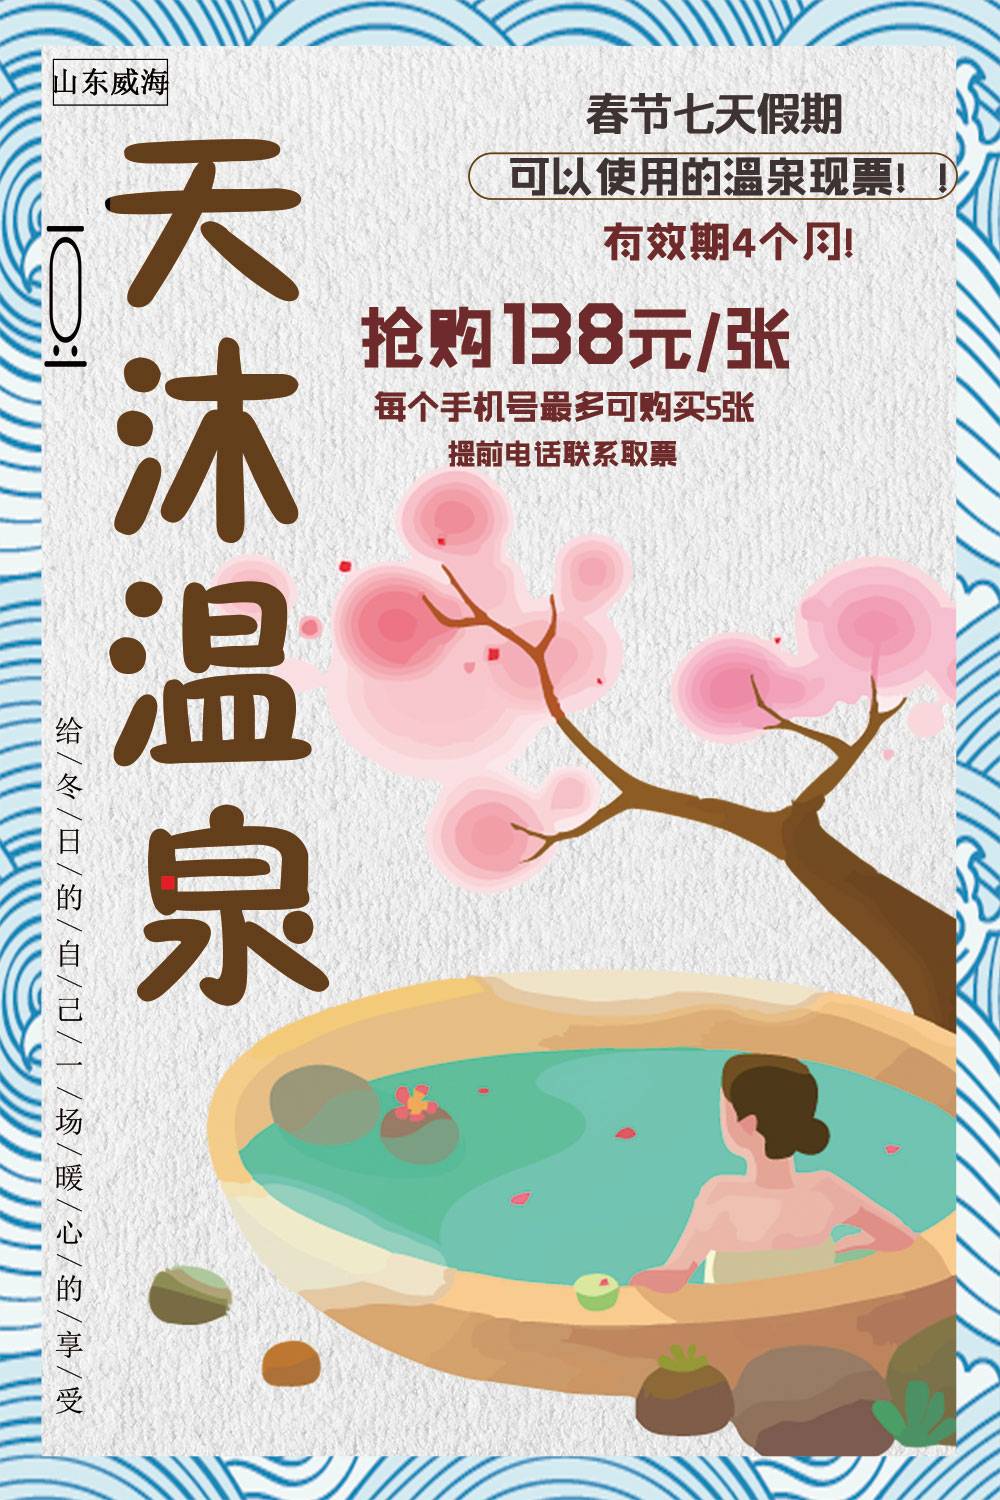 山东威海
天沐温泉
春节七天假期
可以使用的温泉现票！！
有效期4个月!
抢购138元/张
每个手机号最多可购买5张
提前电话联系取票
给/冬/日/的/自/己/一/场/暖/心/的/享/受